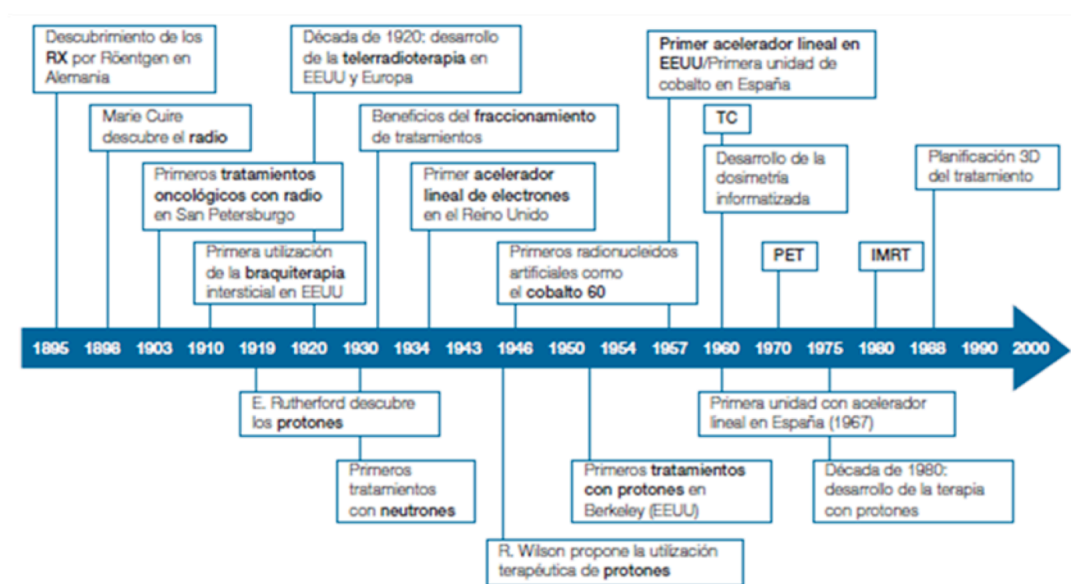 Descubrimiento de los
RX por Röentgen en
Alemania
Década de 1920: desarrollo
de la telerradioterapia en
EEUU y Europa
Primer acelerador lineal en
EEUU/Primera unidad de
cobalto en España
Marie Cuire
descubre el radio
Beneficios del fraccionamiento
de tratamientos
TC
Desarrollo de la
dosimetría
informatizada
Planificación 3D
del tratamiento
Primeros tratamientos
oncológicos con radio
en San Petersburgo
Primer acelerador
lineal de electrones
en el Reino Unido
Primera utilización
de la braquiterapia
intersticial en EEUU
Primeros radionucleidos
artificiales como
el cobalto 60
PET
IMRT
1895 1898 1903 1910 1919 1920 1930 1934 1943 1946 1950 1954 1957 1960 1970 1975 1980 1988 1990 2000
E. Rutherford descubre
los protones
Primera unidad con acelerador
lineal en España (1967)
Primeros
tratamientos
con neutrones
Primeros tratamientos
con protones en
Berkeley (EEUU)
Década de 1980:
desarrollo de la terapia
con protones
R. Wilson propone la utilización
terapéutica de protones